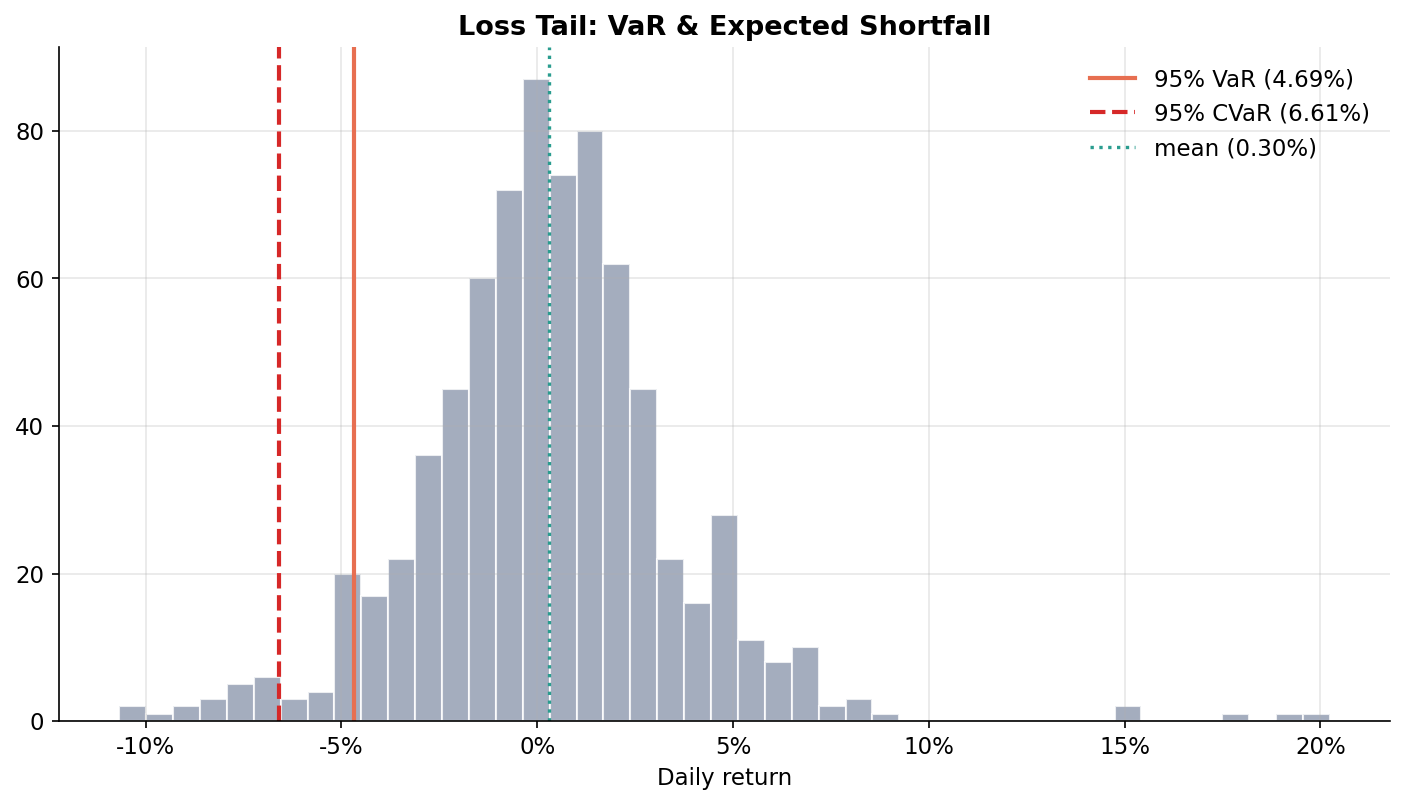 Loss Tail: VaR & Expected Shortfall
95% VaR (4.69%)
95% CVaR (6.61%)
mean (0.30%)
80
60
40
20
0
-10%
-5%
0%
5%
10%
15%
20%
Daily return